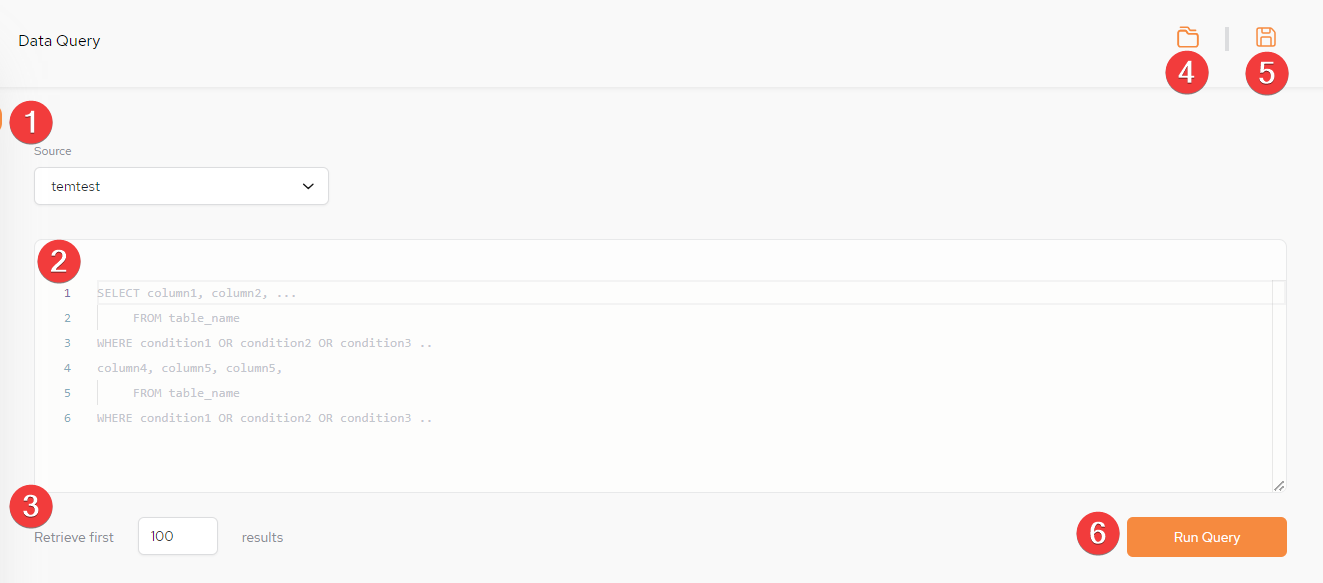 Data Query
4
5
1
Source
temtest
2
1 SELECT column1, column2, ...
2 FROM table_name
3 WHERE condition1 OR condition2 OR condition3 ..
4 column4, column5, column5,
5 FROM table_name
6 WHERE condition1 OR condition2 OR condition3 ..
3
Retrieve first 100 results
6 Run Query